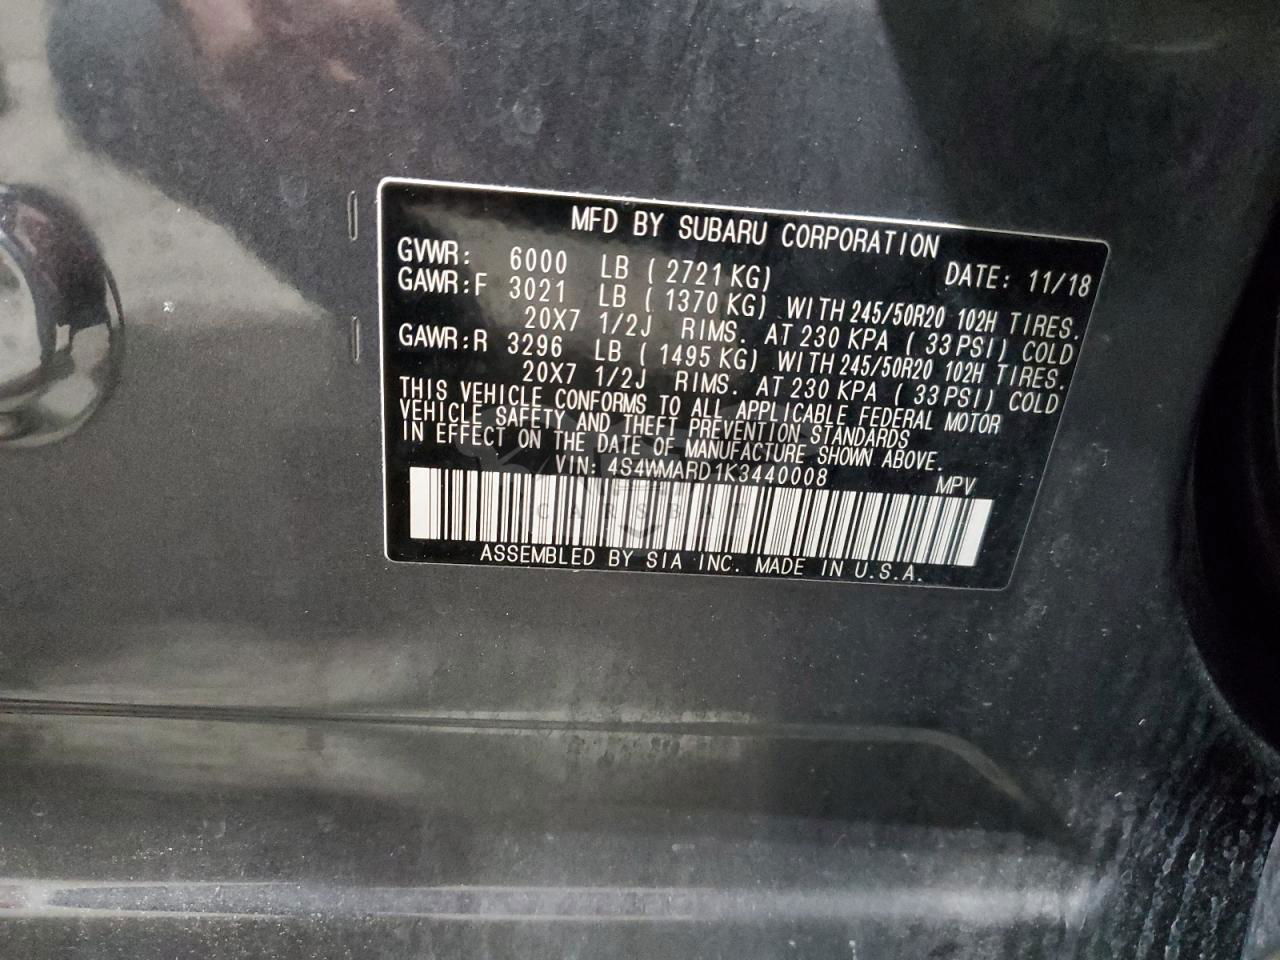 MFD BY SUBARU CORPORATION
GVWR: 6000 LB ( 2721 KG) DATE: 11/18
GAWR:F 3021 LB ( 1370 KG) WITH 245/50R20 102H TIRES.
20X7 1/2J RIMS. AT 230 KPA ( 33 PSI) COLD
GAWR:R 3296 LB ( 1495 KG) WITH 245/50R20 102H TIRES.
20X7 1/2J RIMS. AT 230 KPA ( 33 PSI) COLD
THIS VEHICLE CONFORMS TO ALL APPLICABLE FEDERAL MOTOR
VEHICLE SAFETY AND THEFT PREVENTION STANDARDS
IN EFFECT ON THE DATE OF MANUFACTURE SHOWN ABOVE.
VIN: 4S4WMARD1K3440008 MPV
ASSEMBLED BY SIA INC. MADE IN U.S.A.